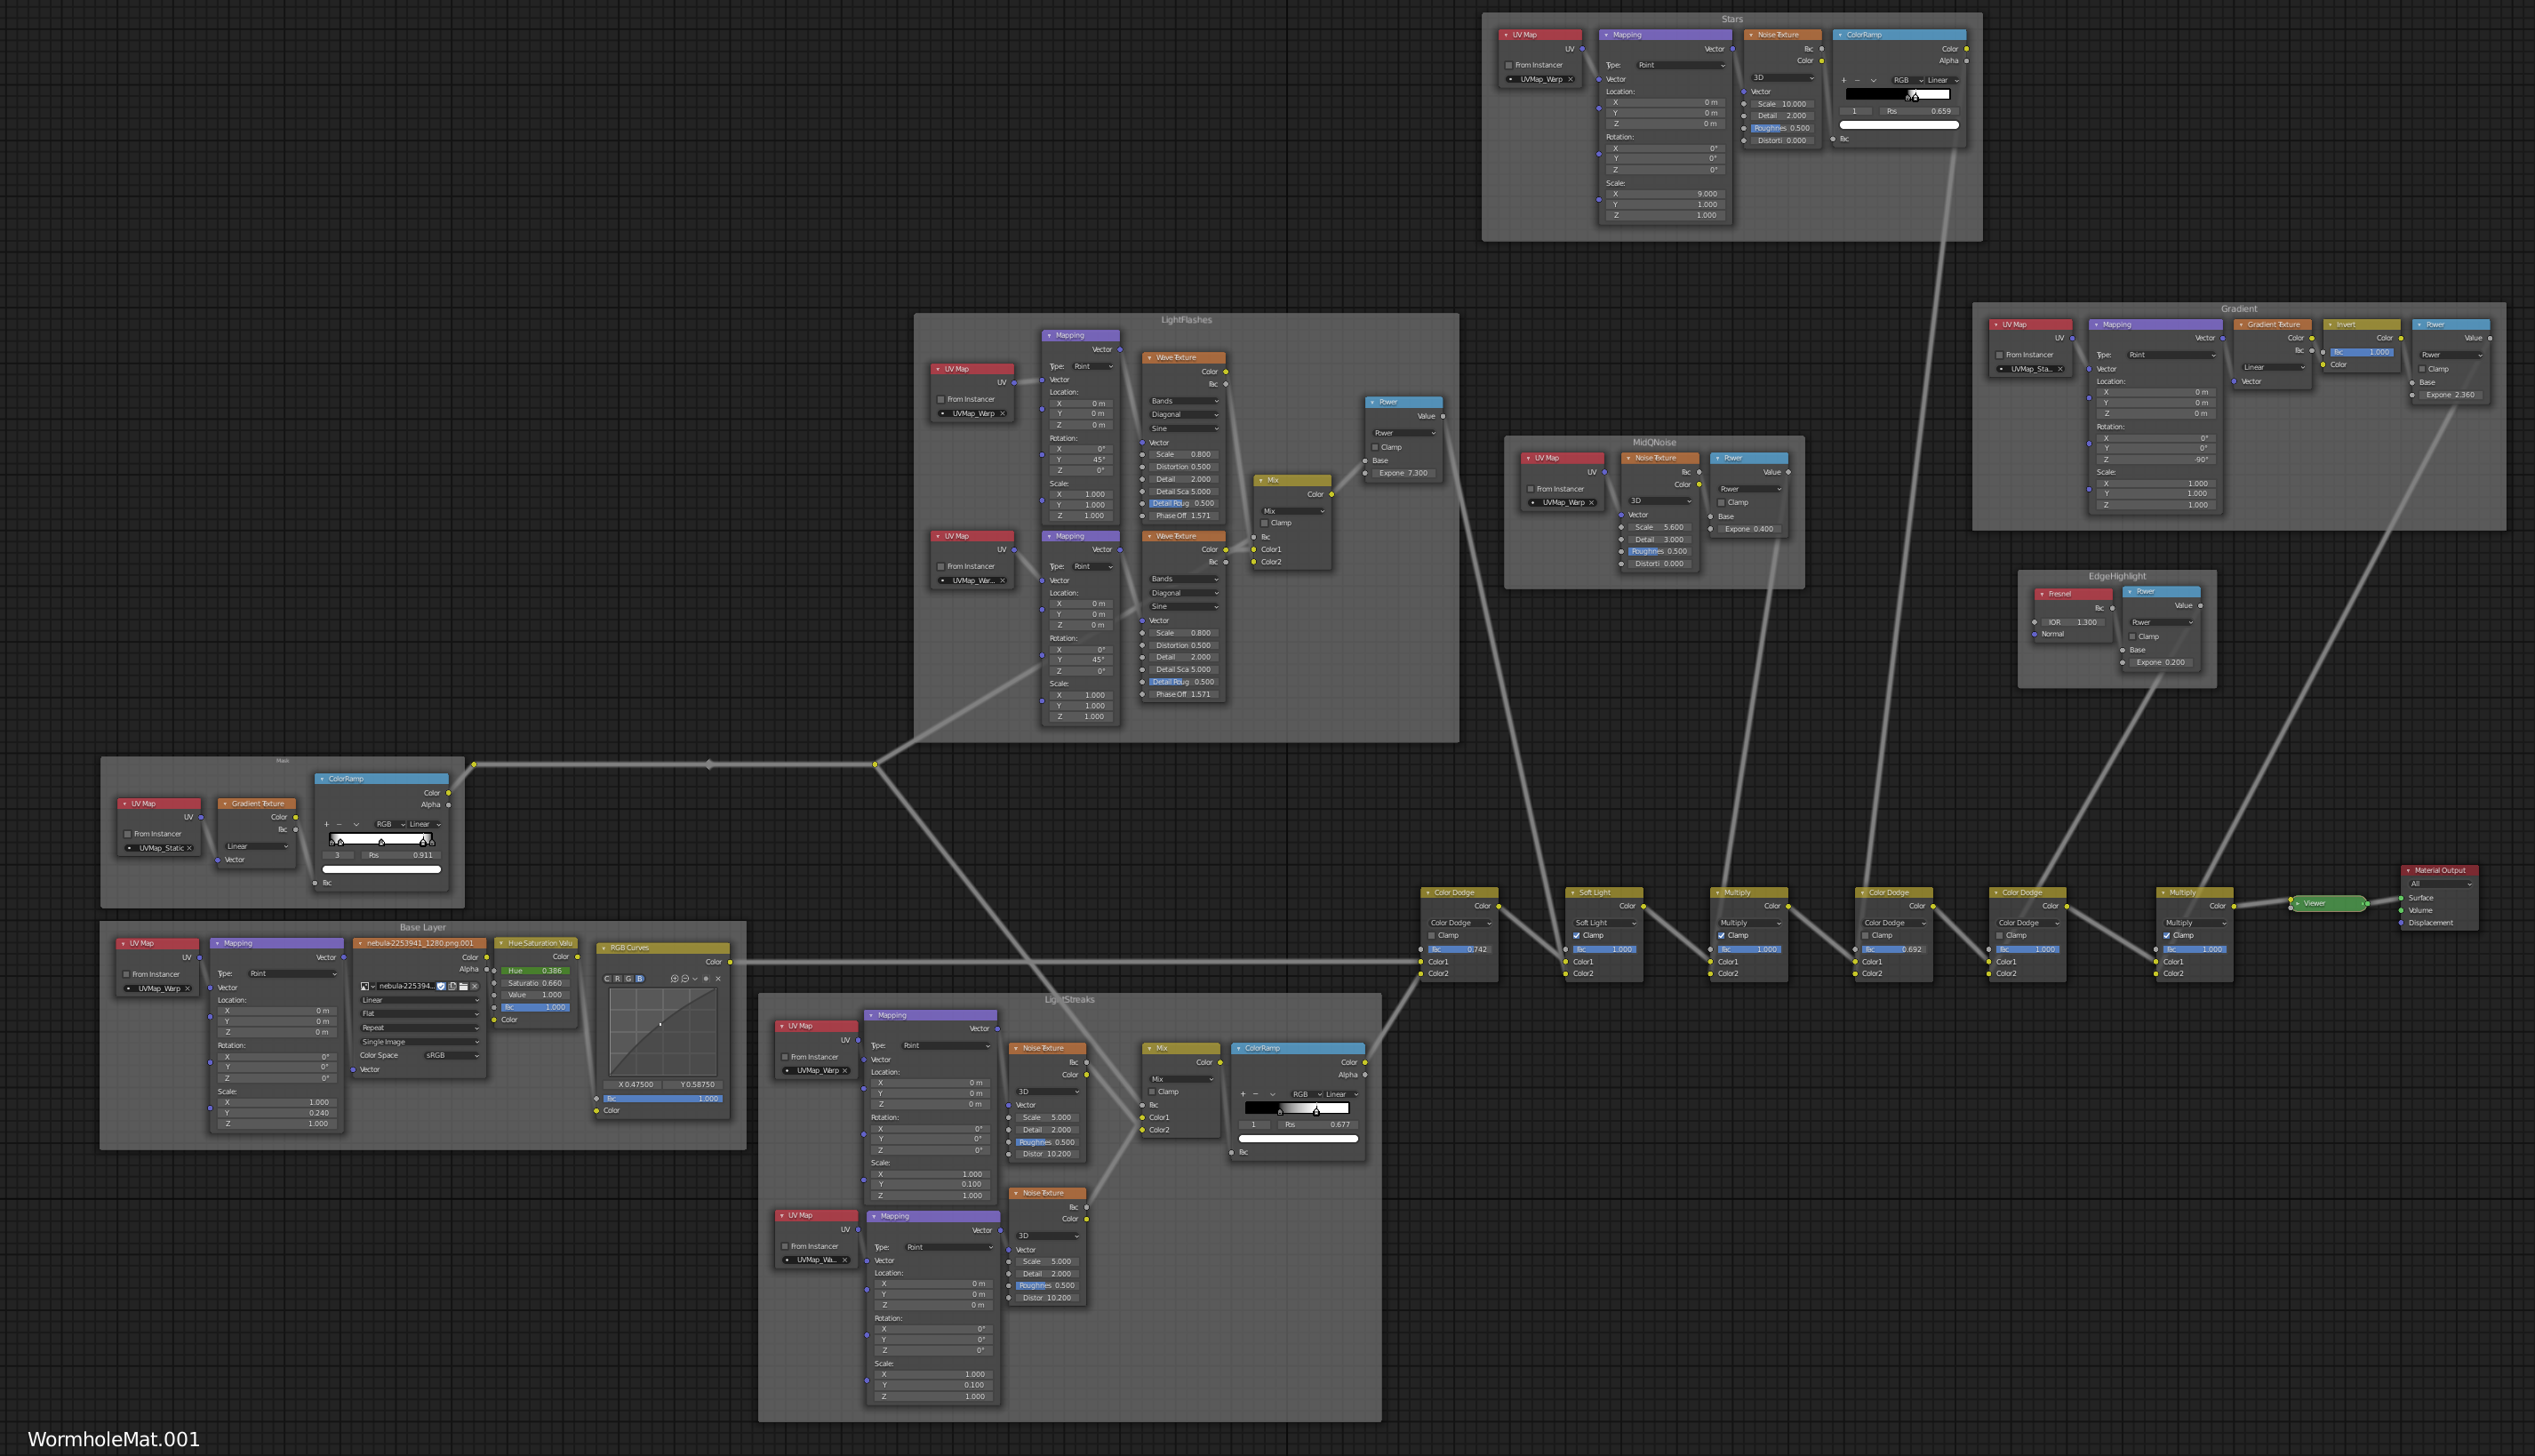 Stars
UV Map
UV
From Instancer
UVMap_Warp
Mapping
Vector
Type: Point
Vector
Location:
X 0 m
Y 0 m
Z 0 m
Rotation:
X 0°
Y 0°
Z 0°
Scale:
X 9.000
Y 1.000
Z 1.000
Noise Texture
Fac
Color
3D
Vector
Scale 10.000
Detail 2.000
Roughnes 0.500
Distorti 0.000
ColorRamp
Color
Alpha
RGB Linear
1 Pos 0.659
Fac
Gradient
UV Map
UV
From Instancer
UVMap_Sta...
Mapping
Vector
Type: Point
Vector
Location:
X 0 m
Y 0 m
Z 0 m
Rotation:
X 0°
Y 0°
Z -90°
Scale:
X 1.000
Y 1.000
Z 1.000
Gradient Texture
Color
Fac
Linear
Vector
Invert
Color
Fac 1.000
Color
Power
Value
Power
Clamp
Base
Expone 2.360
LightFlashes
UV Map
UV
From Instancer
UVMap_Warp
Mapping
Vector
Type: Point
Vector
Location:
X 0 m
Y 0 m
Z 0 m
Rotation:
X 0°
Y 45°
Z 0°
Scale:
X 1.000
Y 1.000
Z 1.000
Wave Texture
Color
Fac
Bands
Diagonal
Sine
Vector
Scale 0.800
Distortion 0.500
Detail 2.000
Detail Sca 5.000
Detail Roug 0.500
Phase Off 1.571
UV Map
UV
From Instancer
UVMap_War...
Mapping
Vector
Type: Point
Vector
Location:
X 0 m
Y 0 m
Z 0 m
Rotation:
X 0°
Y 45°
Z 0°
Scale:
X 1.000
Y 1.000
Z 1.000
Wave Texture
Color
Fac
Bands
Diagonal
Sine
Vector
Scale 0.800
Distortion 0.500
Detail 2.000
Detail Sca 5.000
Detail Roug 0.500
Phase Off 1.571
Mix
Color
Mix
Clamp
Fac
Color1
Color2
Power
Value
Power
Clamp
Base
Expone 7.300
MidQNoise
UV Map
UV
From Instancer
UVMap_Warp
Noise Texture
Fac
Color
3D
Vector
Scale 5.600
Detail 3.000
Roughnes 0.500
Distorti 0.000
Power
Value
Power
Clamp
Base
Expone 0.400
EdgeHighlight
Fresnel
Fac
IOR 1.300
Normal
Power
Value
Power
Clamp
Base
Expone 0.200
Mask
UV Map
UV
From Instancer
UVMap_Static
Gradient Texture
Color
Fac
Linear
Vector
ColorRamp
Color
Alpha
RGB Linear
3 Pos 0.911
Fac
Base Layer
UV Map
UV
From Instancer
UVMap_Warp
Mapping
Vector
Type: Point
Vector
Location:
X 0 m
Y 0 m
Z 0 m
Rotation:
X 0°
Y 0°
Z 0°
Scale:
X 1.000
Y 0.240
Z 1.000
nebula-2253941_1280.png.001
Color
Alpha
nebula-225394...
Linear
Flat
Repeat
Single Image
Color Space sRGB
Vector
Hue Saturation Valu
Color
Hue 0.386
Saturatio 0.660
Value 1.000
Fac 1.000
Color
RGB Curves
Color
C R G B
X 0.47500 Y 0.58750
Fac 1.000
Color
LightStreaks
UV Map
UV
From Instancer
UVMap_Warp
Mapping
Vector
Type: Point
Vector
Location:
X 0 m
Y 0 m
Z 0 m
Rotation:
X 0°
Y 0°
Z 0°
Scale:
X 1.000
Y 0.100
Z 1.000
Noise Texture
Fac
Color
3D
Vector
Scale 5.000
Detail 2.000
Roughnes 0.500
Distor 10.200
UV Map
UV
From Instancer
UVMap_Wa...
Mapping
Vector
Type: Point
Vector
Location:
X 0 m
Y 0 m
Z 0 m
Rotation:
X 0°
Y 0°
Z 0°
Scale:
X 1.000
Y 0.100
Z 1.000
Noise Texture
Fac
Color
3D
Vector
Scale 5.000
Detail 2.000
Roughnes 0.500
Distor 10.200
Mix
Color
Mix
Clamp
Fac
Color1
Color2
ColorRamp
Color
Alpha
RGB Linear
1 Pos 0.677
Fac
Color Dodge
Color
Color Dodge
Clamp
Fac 0.742
Color1
Color2
Soft Light
Color
Soft Light
Clamp
Fac 1.000
Color1
Color2
Multiply
Color
Multiply
Clamp
Fac 1.000
Color1
Color2
Color Dodge
Color
Color Dodge
Clamp
Fac 0.692
Color1
Color2
Color Dodge
Color
Color Dodge
Clamp
Fac 1.000
Color1
Color2
Multiply
Color
Multiply
Clamp
Fac 1.000
Color1
Color2
Viewer
Material Output
All
Surface
Volume
Displacement
WormholeMat.001